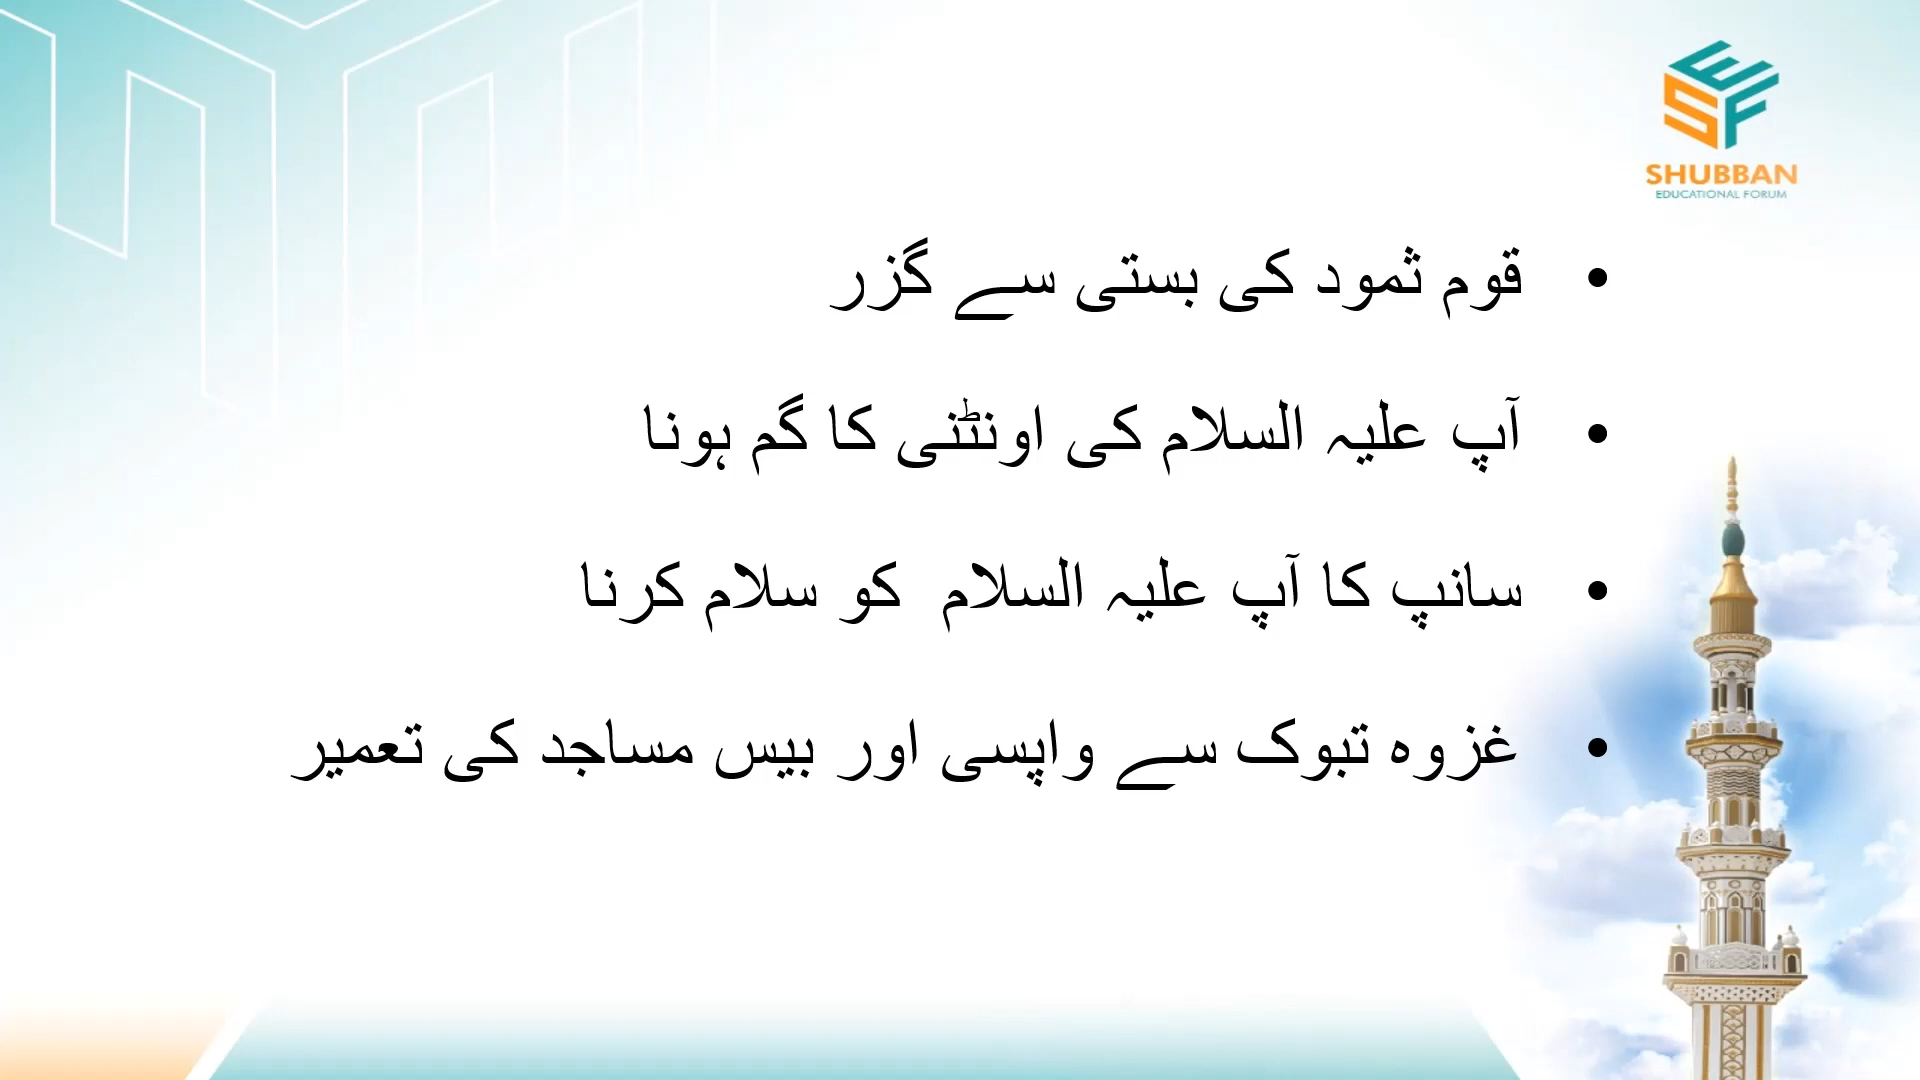 SHUBBAN
EDUCATIONAL FORUM
• قوم ثمود کی بستی سے گزر
• آپ علیہ السلام کی اونٹنی کا گم ہونا
• سانپ کا آپ علیہ السلام کو سلام کرنا
• غزوہ تبوک سے واپسی اور بیس مساجد کی تعمیر